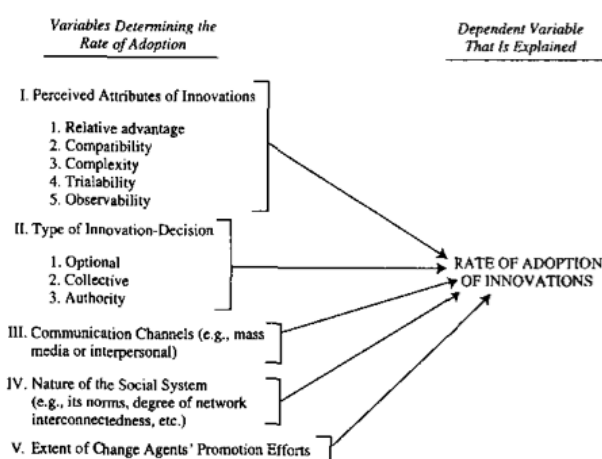 Variables Determining the
Rate of Adoption
Dependent Variable
That Is Explained
I. Perceived Attributes of Innovations
1. Relative advantage
2. Compatibility
3. Complexity
4. Trialability
5. Observability
II. Type of Innovation-Decision
1. Optional
2. Collective
3. Authority
RATE OF ADOPTION
OF INNOVATIONS
III. Communication Channels (e.g., mass
media or interpersonal)
IV. Nature of the Social System
(e.g., its norms, degree of network
interconnectedness, etc.)
V. Extent of Change Agents' Promotion Efforts